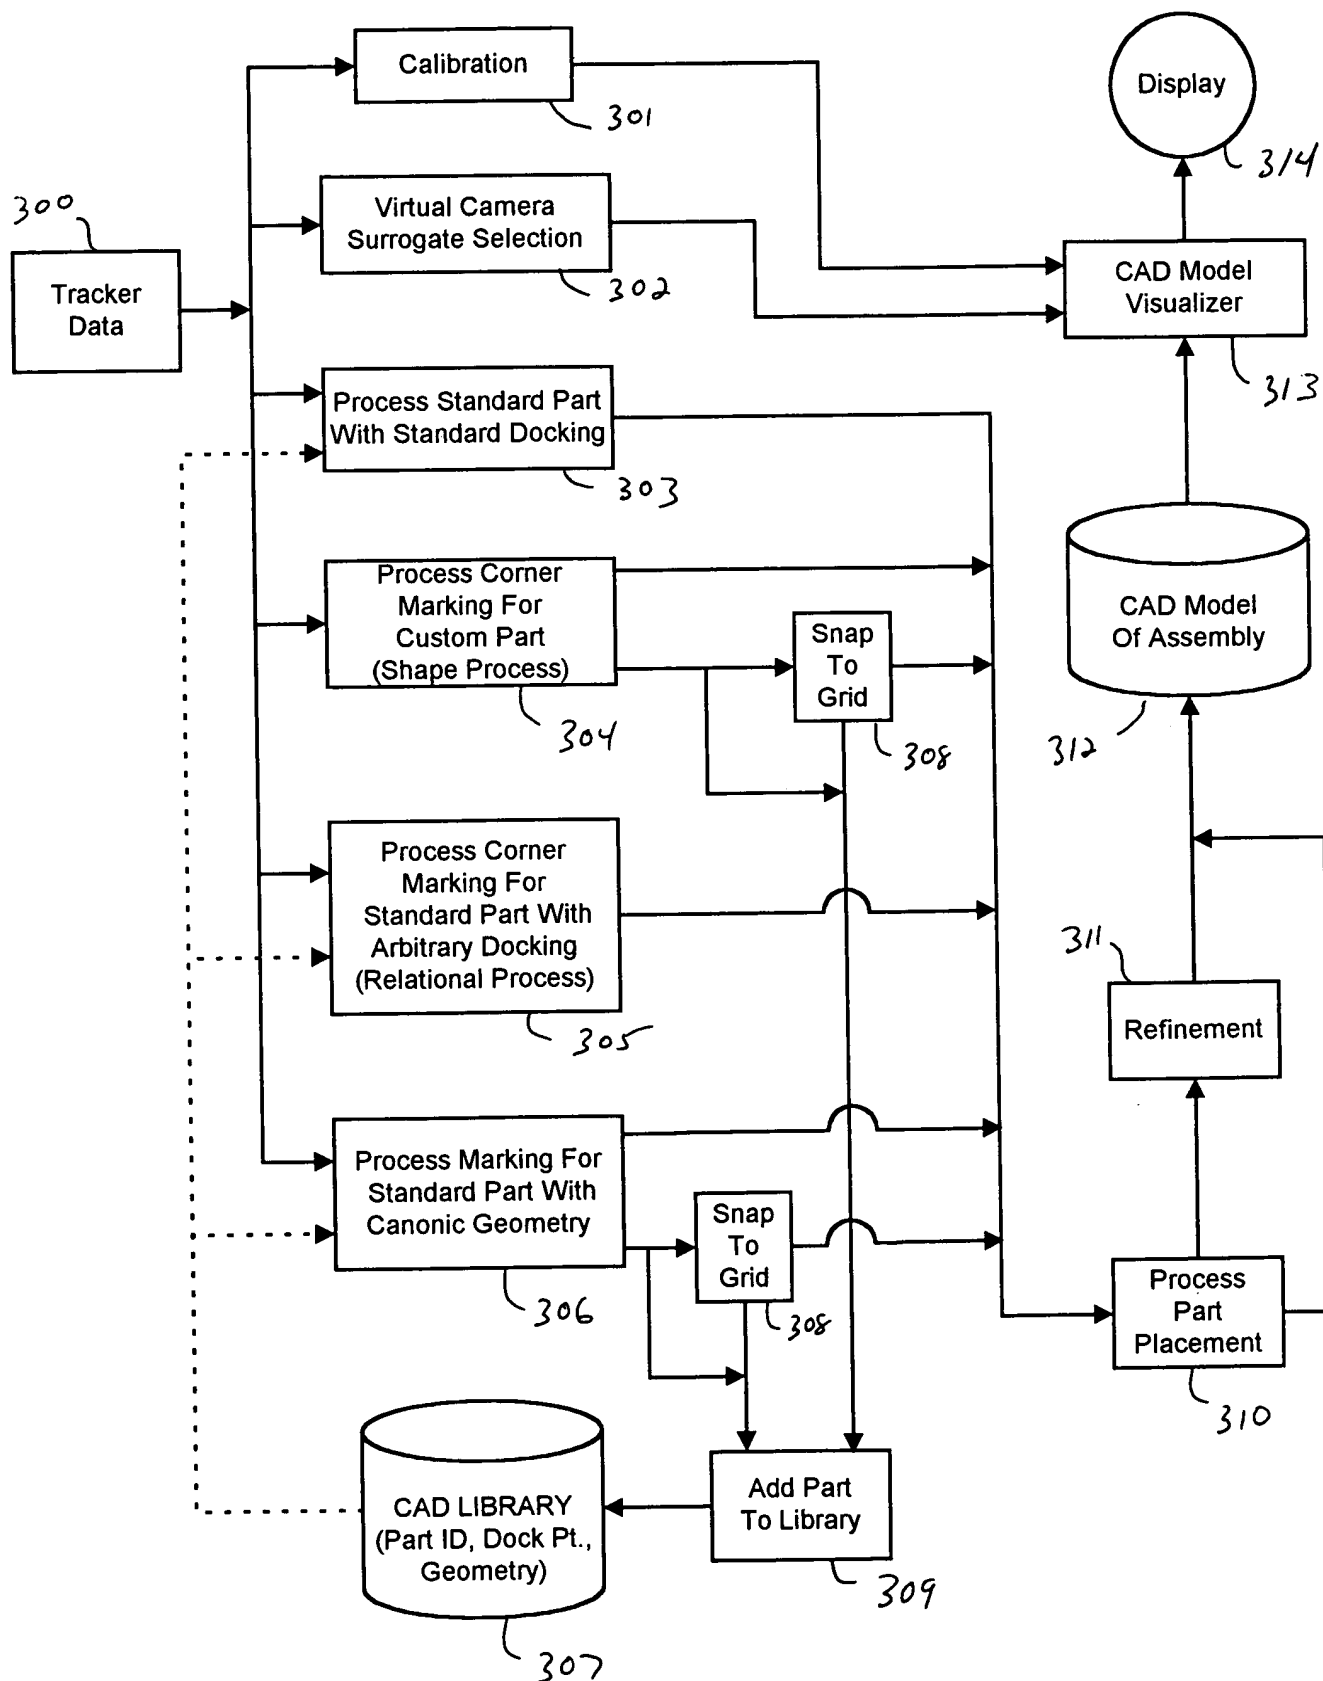 Calibration
301
Display
314
Virtual Camera
Surrogate Selection
302
300
Tracker
Data
CAD Model
Visualizer
313
Process Standard Part
With Standard Docking
303
Process Corner
Marking For
Custom Part
(Shape Process)
304
Snap
To
Grid
308
CAD Model
Of Assembly
312
Process Corner
Marking For
Standard Part With
Arbitrary Docking
(Relational Process)
305
311
Refinement
Process Marking For
Standard Part With
Canonic Geometry
306
Snap
To
Grid
308
Process
Part
Placement
310
CAD LIBRARY
(Part ID, Dock Pt.,
Geometry)
307
Add Part
To Library
309